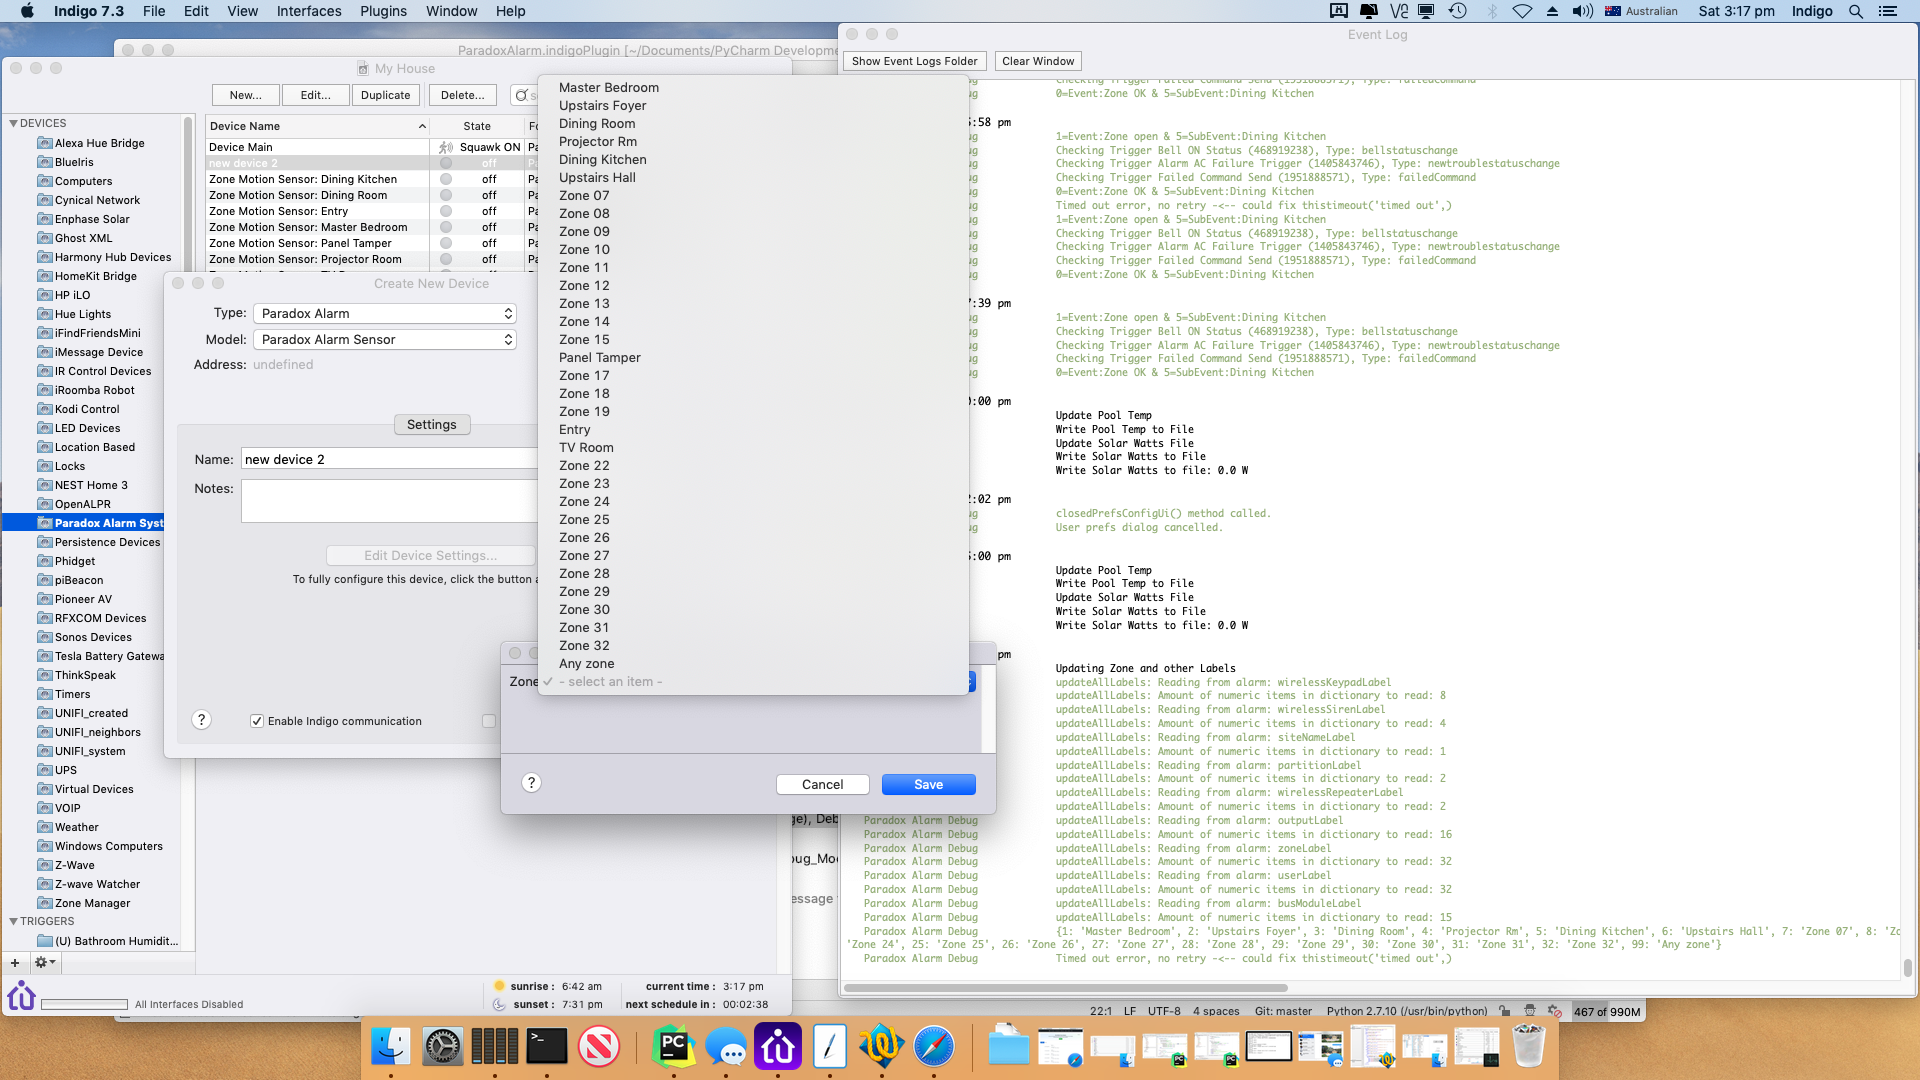 Indigo 7.3 File Edit View Interfaces Plugins Window Help
Australian Sat 3:17 pm Indigo
ParadoxAlarm.indigoPlugin [~/Documents/PyCharm Developme
My House
New... Edit... Duplicate Delete...
DEVICES
Alexa Hue Bridge
BlueIris
Computers
Cynical Network
Enphase Solar
Ghost XML
Harmony Hub Devices
HomeKit Bridge
HP iLO
Hue Lights
iFindFriendsMini
iMessage Device
IR Control Devices
iRoomba Robot
Kodi Control
LED Devices
Location Based
Locks
NEST Home 3
OpenALPR
Paradox Alarm Syst
Persistence Devices
Phidget
piBeacon
Pioneer AV
RFXCOM Devices
Sonos Devices
Tesla Battery Gatewa
ThinkSpeak
Timers
UNIFI_created
UNIFI_neighbors
UNIFI_system
UPS
Virtual Devices
VOIP
Weather
Windows Computers
Z-Wave
Z-wave Watcher
Zone Manager
TRIGGERS
(U) Bathroom Humidit...
All Interfaces Disabled
Device Name State Fo
Device Main Squawk ON Pa
new device 2 off Pa
Zone Motion Sensor: Dining Kitchen off Pa
Zone Motion Sensor: Dining Room off Pa
Zone Motion Sensor: Entry off Pa
Zone Motion Sensor: Master Bedroom off Pa
Zone Motion Sensor: Panel Tamper off Pa
Zone Motion Sensor: Projector Room off Pa
Create New Device
Type: Paradox Alarm
Model: Paradox Alarm Sensor
Address: undefined
Settings
Name: new device 2
Notes:
Edit Device Settings...
To fully configure this device, click the button a
? Enable Indigo communication
Master Bedroom
Upstairs Foyer
Dining Room
Projector Rm
Dining Kitchen
Upstairs Hall
Zone 07
Zone 08
Zone 09
Zone 10
Zone 11
Zone 12
Zone 13
Zone 14
Zone 15
Panel Tamper
Zone 17
Zone 18
Zone 19
Entry
TV Room
Zone 22
Zone 23
Zone 24
Zone 25
Zone 26
Zone 27
Zone 28
Zone 29
Zone 30
Zone 31
Zone 32
Any zone
Zone ✓ - select an item -
? Cancel Save
ge), Deb
bug_Mo
essage
sunrise : 6:42 am current time : 3:17 pm
sunset : 7:31 pm next schedule in : 00:02:38
Event Log
Show Event Logs Folder Clear Window
ug Checking Trigger Failed Command Send (1951888571), Type: failedCommand
ug 0=Event:Zone OK & 5=SubEvent:Dining Kitchen
:58 pm
ug 1=Event:Zone open & 5=SubEvent:Dining Kitchen
ug Checking Trigger Bell ON Status (468919238), Type: bellstatuschange
ug Checking Trigger Alarm AC Failure Trigger (1405843746), Type: newtroublestatuschange
ug Checking Trigger Failed Command Send (1951888571), Type: failedCommand
ug 0=Event:Zone OK & 5=SubEvent:Dining Kitchen
ug Timed out error, no retry -<-- could fix thistimeout('timed out',)
ug 1=Event:Zone open & 5=SubEvent:Dining Kitchen
ug Checking Trigger Bell ON Status (468919238), Type: bellstatuschange
ug Checking Trigger Alarm AC Failure Trigger (1405843746), Type: newtroublestatuschange
ug Checking Trigger Failed Command Send (1951888571), Type: failedCommand
ug 0=Event:Zone OK & 5=SubEvent:Dining Kitchen
:39 pm
ug 1=Event:Zone open & 5=SubEvent:Dining Kitchen
ug Checking Trigger Bell ON Status (468919238), Type: bellstatuschange
ug Checking Trigger Alarm AC Failure Trigger (1405843746), Type: newtroublestatuschange
ug Checking Trigger Failed Command Send (1951888571), Type: failedCommand
ug 0=Event:Zone OK & 5=SubEvent:Dining Kitchen
:00 pm
Update Pool Temp
Write Pool Temp to File
Update Solar Watts File
Write Solar Watts to File
Write Solar Watts to file: 0.0 W
:02 pm
ug closedPrefsConfigUi() method called.
ug User prefs dialog cancelled.
:00 pm
Update Pool Temp
Write Pool Temp to File
Update Solar Watts File
Write Solar Watts to File
Write Solar Watts to file: 0.0 W
pm
Updating Zone and other Labels
updateAllLabels: Reading from alarm: wirelessKeypadLabel
updateAllLabels: Amount of numeric items in dictionary to read: 8
updateAllLabels: Reading from alarm: wirelessSirenLabel
updateAllLabels: Amount of numeric items in dictionary to read: 4
updateAllLabels: Reading from alarm: siteNameLabel
updateAllLabels: Amount of numeric items in dictionary to read: 1
updateAllLabels: Reading from alarm: partitionLabel
updateAllLabels: Amount of numeric items in dictionary to read: 2
updateAllLabels: Reading from alarm: wirelessRepeaterLabel
updateAllLabels: Amount of numeric items in dictionary to read: 2
Paradox Alarm Debug updateAllLabels: Reading from alarm: outputLabel
Paradox Alarm Debug updateAllLabels: Amount of numeric items in dictionary to read: 16
Paradox Alarm Debug updateAllLabels: Reading from alarm: zoneLabel
Paradox Alarm Debug updateAllLabels: Amount of numeric items in dictionary to read: 32
Paradox Alarm Debug updateAllLabels: Reading from alarm: userLabel
Paradox Alarm Debug updateAllLabels: Amount of numeric items in dictionary to read: 32
Paradox Alarm Debug updateAllLabels: Reading from alarm: busModuleLabel
Paradox Alarm Debug updateAllLabels: Amount of numeric items in dictionary to read: 15
Paradox Alarm Debug {1: 'Master Bedroom', 2: 'Upstairs Foyer', 3: 'Dining Room', 4: 'Projector Rm', 5: 'Dining Kitchen', 6: 'Upstairs Hall', 7: 'Zone 07', 8: 'Zo
'Zone 24', 25: 'Zone 25', 26: 'Zone 26', 27: 'Zone 27', 28: 'Zone 28', 29: 'Zone 29', 30: 'Zone 30', 31: 'Zone 31', 32: 'Zone 32', 99: 'Any zone'}
Paradox Alarm Debug Timed out error, no retry -<-- could fix thistimeout('timed out',)
22:1 LF UTF-8 4 spaces Git: master Python 2.7.10 (/usr/bin/python) 467 of 990M
PC